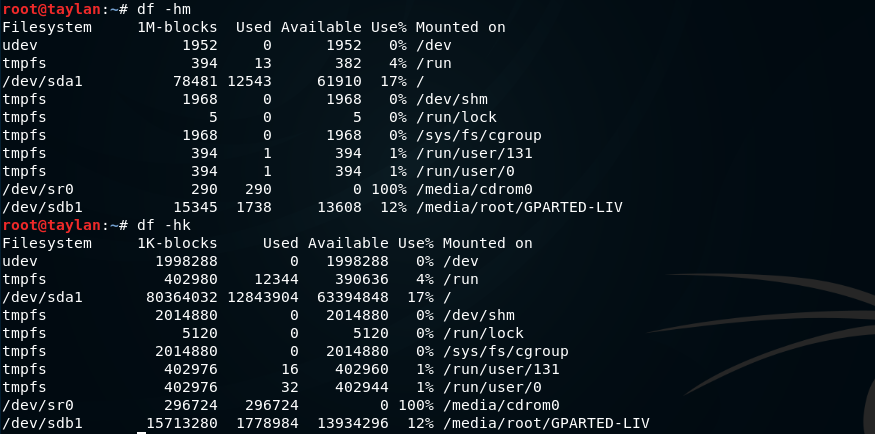 root@taylan:~# df -hm
Filesystem     1M-blocks  Used Available Use% Mounted on
udev                1952     0      1952   0% /dev
tmpfs                394    13       382   4% /run
/dev/sda1          78481 12543     61910  17% /
tmpfs               1968     0      1968   0% /dev/shm
tmpfs                  5     0         5   0% /run/lock
tmpfs               1968     0      1968   0% /sys/fs/cgroup
tmpfs                394     1       394   1% /run/user/131
tmpfs                394     1       394   1% /run/user/0
/dev/sr0             290   290         0 100% /media/cdrom0
/dev/sdb1          15345  1738     13608  12% /media/root/GPARTED-LIV
root@taylan:~# df -hk
Filesystem     1K-blocks     Used Available Use% Mounted on
udev             1998288        0   1998288   0% /dev
tmpfs             402980    12344    390636   4% /run
/dev/sda1       80364032 12843904  63394848  17% /
tmpfs            2014880        0   2014880   0% /dev/shm
tmpfs               5120        0      5120   0% /run/lock
tmpfs            2014880        0   2014880   0% /sys/fs/cgroup
tmpfs             402976       16    402960   1% /run/user/131
tmpfs             402976       32    402944   1% /run/user/0
/dev/sr0          296724   296724         0 100% /media/cdrom0
/dev/sdb1       15713280  1778984  13934296  12% /media/root/GPARTED-LIV